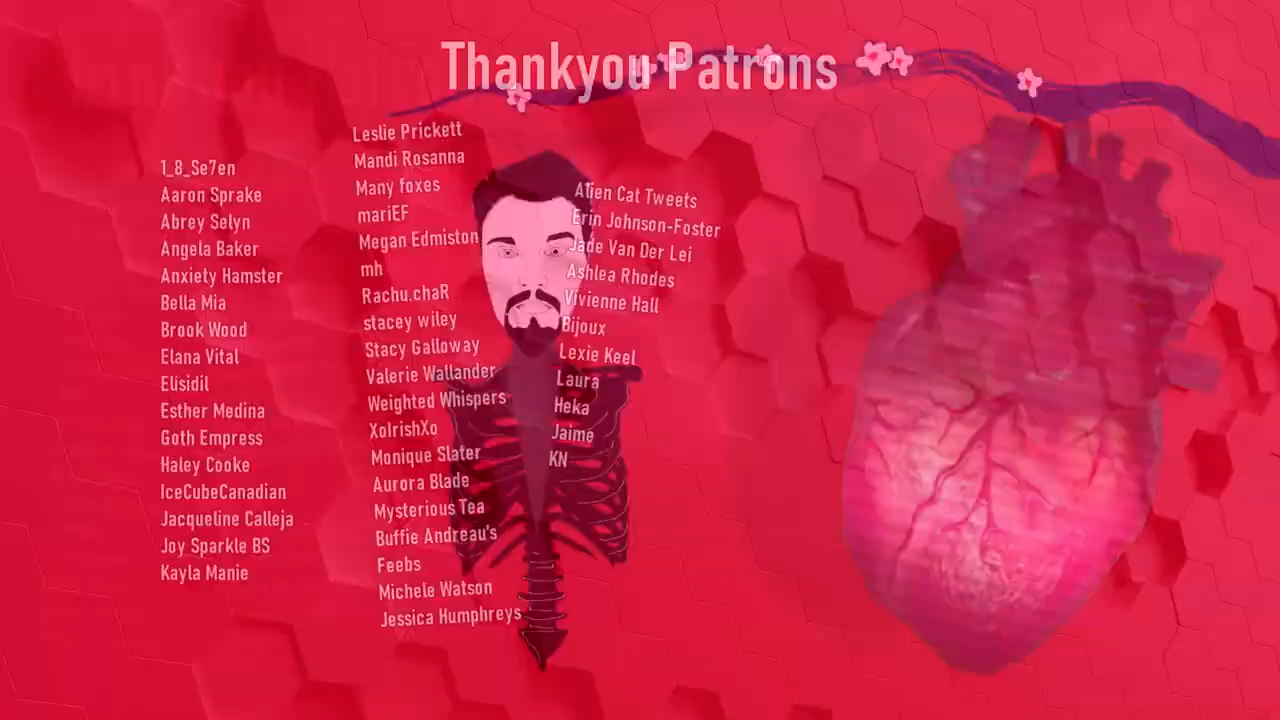 Thankyou Patrons
1_8_Se7en
Aaron Sprake
Abrey Selyn
Angela Baker
Anxiety Hamster
Bella Mia
Brook Wood
Elana Vital
Elisidil
Esther Medina
Goth Empress
Haley Cooke
IceCubeCanadian
Jacqueline Calleja
Joy Sparkle BS
Kayla Manie
Leslie Prickett
Mandi Rosanna
Many foxes
mariEF
Megan Edmiston
mh
Rachu.chaR
stacey wiley
Stacy Galloway
Valerie Wallander
Weighted Whispers
XoIrishXo
Monique Slater
Aurora Blade
Mysterious Tea
Buffie Andreau's
Feebs
Michele Watson
Jessica Humphreys
Alien Cat Tweets
Erin Johnson-Foster
Jade Van Der Lei
Ashlea Rhodes
Vivienne Hall
Bijoux
Lexie Keel
Laura
Heka
Jaime
KN